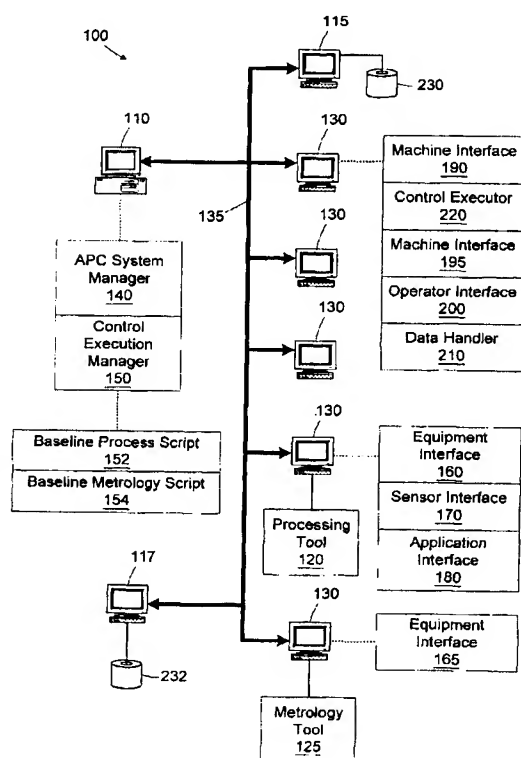 100
115
230
110
130
Machine Interface
190
Control Executor
220
Machine Interface
195
Operator Interface
200
Data Handler
210
135
130
APC System
Manager
140
Control
Execution
Manager
150
130
Baseline Process Script
152
Baseline Metrology Script
154
130
Equipment
Interface
160
Sensor Interface
170
Application
Interface
180
Processing
Tool
120
117
232
130
Equipment
Interface
165
Metrology
Tool
125